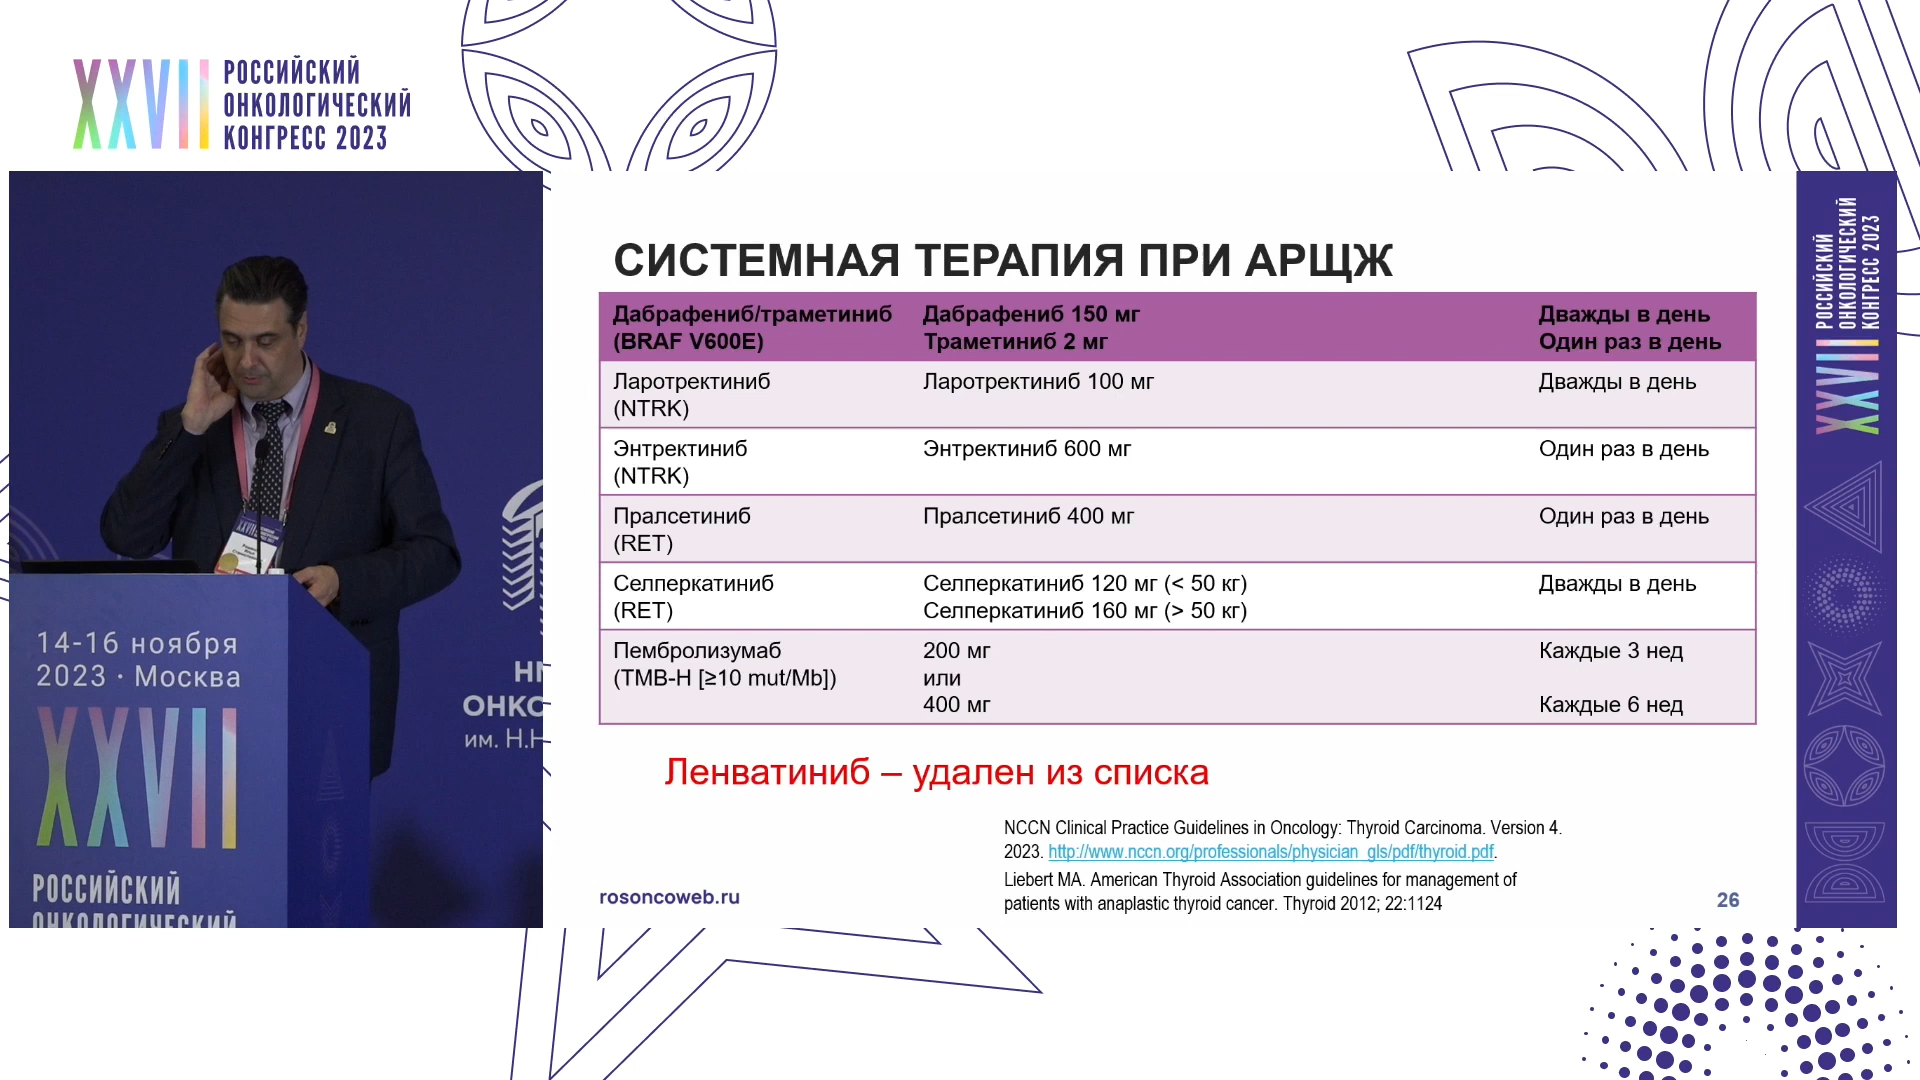 XXVII
РОССИЙСКИЙ
ОНКОЛОГИЧЕСКИЙ
КОНГРЕСС 2023
14-16 ноября
2023 · Москва
XXVII
РОССИЙСКИЙ
ОНКОЛОГИЧЕСКИЙ
НМ
ОНКО
им. Н.Н
СИСТЕМНАЯ ТЕРАПИЯ ПРИ АРЩЖ
Дабрафениб/траметиниб Дабрафениб 150 мг Дважды в день
(BRAF V600E) Траметиниб 2 мг Один раз в день
Ларотректиниб Ларотректиниб 100 мг Дважды в день
(NTRK)
Энтректиниб Энтректиниб 600 мг Один раз в день
(NTRK)
Пралсетиниб Пралсетиниб 400 мг Один раз в день
(RET)
Селперкатиниб Селперкатиниб 120 мг (< 50 кг) Дважды в день
(RET) Селперкатиниб 160 мг (> 50 кг)
Пембролизумаб 200 мг Каждые 3 нед
(TMB-H [≥10 mut/Mb]) или
400 мг Каждые 6 нед
Ленватиниб – удален из списка
NCCN Clinical Practice Guidelines in Oncology: Thyroid Carcinoma. Version 4.
2023. http://www.nccn.org/professionals/physician_gls/pdf/thyroid.pdf.
Liebert MA. American Thyroid Association guidelines for management of
patients with anaplastic thyroid cancer. Thyroid 2012; 22:1124
rosoncoweb.ru
26
XXVII
РОССИЙСКИЙ
ОНКОЛОГИЧЕСКИЙ
КОНГРЕСС 2023